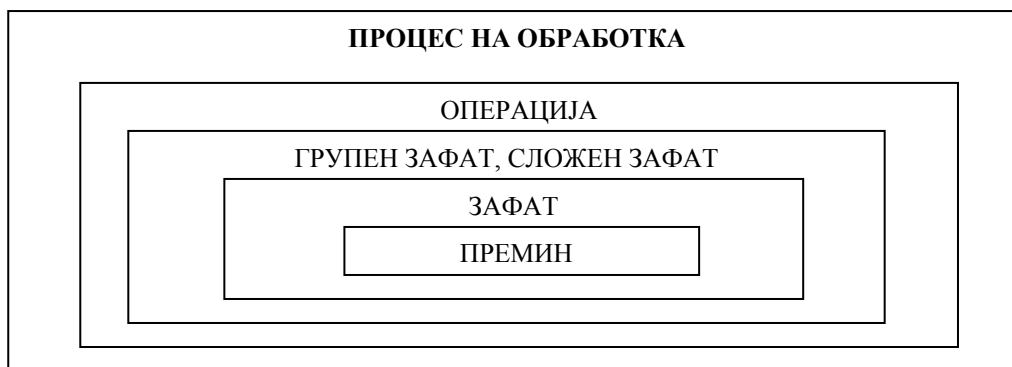 ПРОЦЕС НА ОБРАБОТКА
ОПЕРАЦИЈА
ГРУПЕН ЗАФАТ, СЛОЖЕН ЗАФАТ
ЗАФАТ
ПРЕМИН